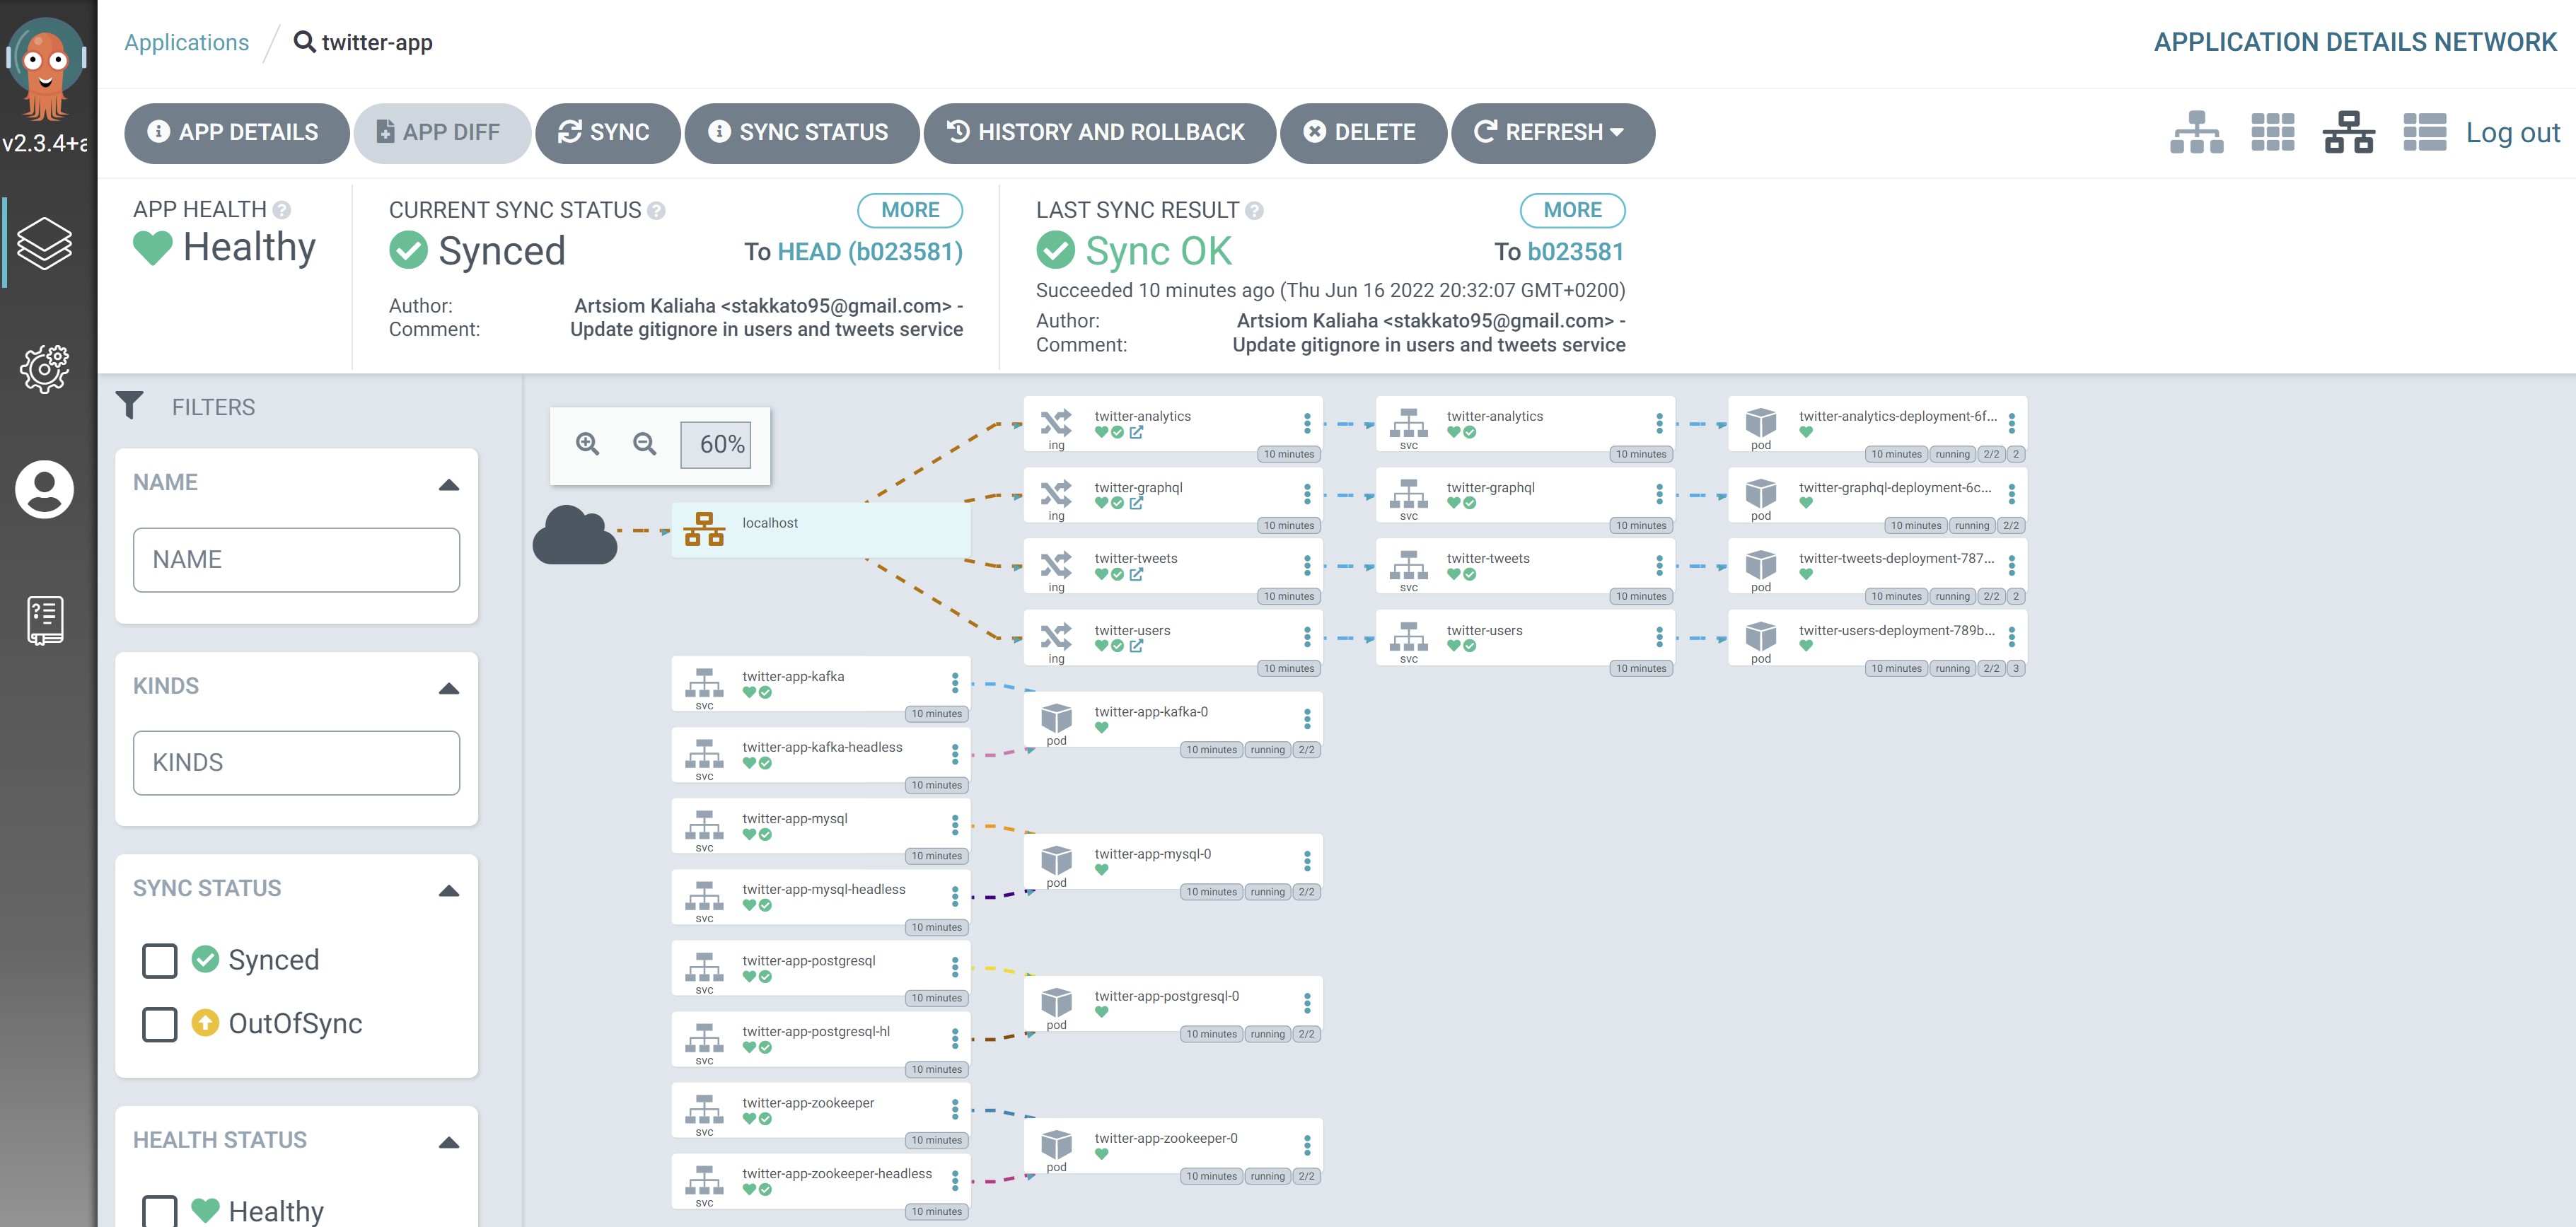 Applications / twitter-app
APPLICATION DETAILS NETWORK
v2.3.4+a
APP DETAILS
APP DIFF
SYNC
SYNC STATUS
HISTORY AND ROLLBACK
DELETE
REFRESH
Log out
APP HEALTH
Healthy
CURRENT SYNC STATUS
MORE
Synced
To HEAD (b023581)
Author: Artsiom Kaliaha <stakkato95@gmail.com> -
Comment: Update gitignore in users and tweets service
LAST SYNC RESULT
MORE
Sync OK
To b023581
Succeeded 10 minutes ago (Thu Jun 16 2022 20:32:07 GMT+0200)
Author: Artsiom Kaliaha <stakkato95@gmail.com> -
Comment: Update gitignore in users and tweets service
FILTERS
NAME
NAME
KINDS
KINDS
SYNC STATUS
Synced
OutOfSync
HEALTH STATUS
Healthy
60%
localhost
twitter-analytics
ing
10 minutes
twitter-analytics
svc
10 minutes
twitter-analytics-deployment-6f...
pod
10 minutes running 2/2 2
twitter-graphql
ing
10 minutes
twitter-graphql
svc
10 minutes
twitter-graphql-deployment-6c...
pod
10 minutes running 2/2
twitter-tweets
ing
10 minutes
twitter-tweets
svc
10 minutes
twitter-tweets-deployment-787...
pod
10 minutes running 2/2 2
twitter-users
ing
10 minutes
twitter-users
svc
10 minutes
twitter-users-deployment-789b...
pod
10 minutes running 2/2 3
twitter-app-kafka
svc
10 minutes
twitter-app-kafka-0
pod
10 minutes running 2/2
twitter-app-kafka-headless
svc
10 minutes
twitter-app-mysql
svc
10 minutes
twitter-app-mysql-0
pod
10 minutes running 2/2
twitter-app-mysql-headless
svc
10 minutes
twitter-app-postgresql
svc
10 minutes
twitter-app-postgresql-0
pod
10 minutes running 2/2
twitter-app-postgresql-hl
svc
10 minutes
twitter-app-zookeeper
svc
10 minutes
twitter-app-zookeeper-0
pod
10 minutes running 2/2
twitter-app-zookeeper-headless
svc
10 minutes